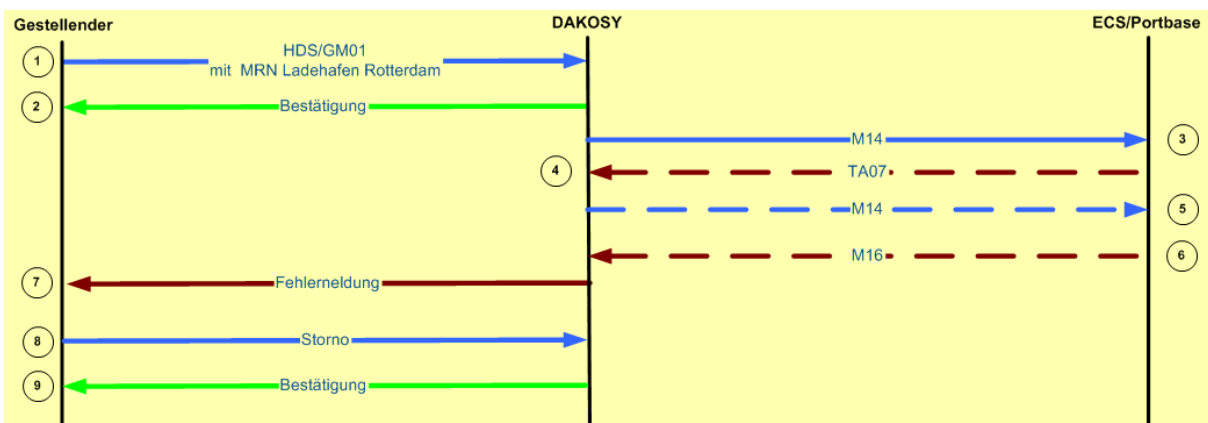 Gestellender
DAKOSY
ECS/Portbase
1
HDS/GM01
mit MRN Ladehafen Rotterdam
2
Bestätigung
M14
3
4
TA07
M14
5
M16
6
7
Fehlerneldung
8
Storno
9
Bestätigung